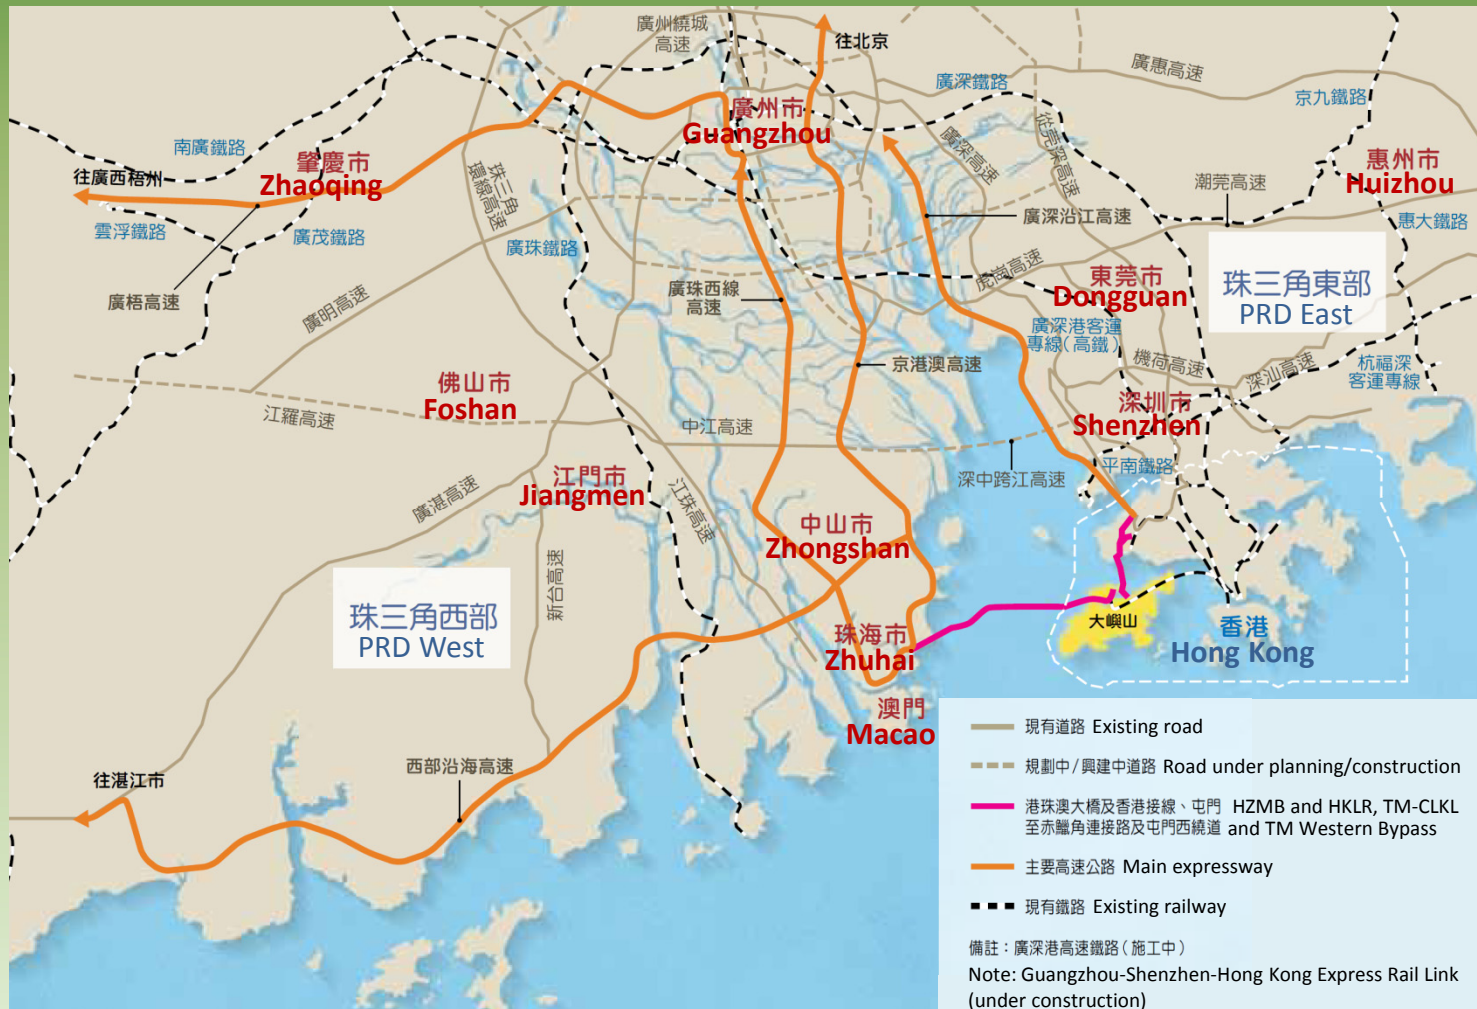 廣州繞城
高速
往北京
廣惠高速
廣深鐵路
京九鐵路
廣州市
Guangzhou
從虎深高速
廣深高速
南廣鐵路
肇慶市
Zhaoqing
往廣西梧州
珠三角
環線高速
惠州市
Huizhou
潮莞高速
雲浮鐵路
廣茂鐵路
廣珠鐵路
廣深沿江高速
惠大鐵路
廣梧高速
廣明高速
廣珠西線
高速
虎崗高速
東莞市
Dongguan
珠三角東部
PRD East
廣深港客運
專線(高鐵)
機荷高速
深汕高速
杭福深
客運專線
京港澳高速
佛山市
Foshan
江羅高速
中江高速
深圳市
Shenzhen
平南鐵路
深中跨江高速
江門市
Jiangmen
廣湛高速
江珠高速
中山市
Zhongshan
新台高速
珠三角西部
PRD West
珠海市
Zhuhai
大嶼山
香港
Hong Kong
澳門
Macao
西部沿海高速
往湛江市
現有道路 Existing road
規劃中/興建中道路 Road under planning/construction
港珠澳大橋及香港接線、屯門 HZMB and HKLR, TM-CLKL
至赤鱲角連接路及屯門西繞道 and TM Western Bypass
主要高速公路 Main expressway
現有鐵路 Existing railway
備註：廣深港高速鐵路(施工中)
Note: Guangzhou-Shenzhen-Hong Kong Express Rail Link
(under construction)